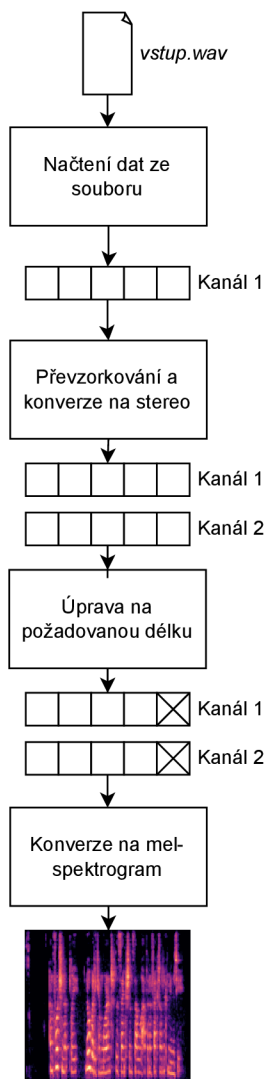 vstup.wav
Načtení dat ze
souboru
Kanál 1
Převzorkování a
konverze na stereo
Kanál 1
Kanál 2
Úprava na
požadovanou délku
Kanál 1
Kanál 2
Konverze na mel-
spektrogram